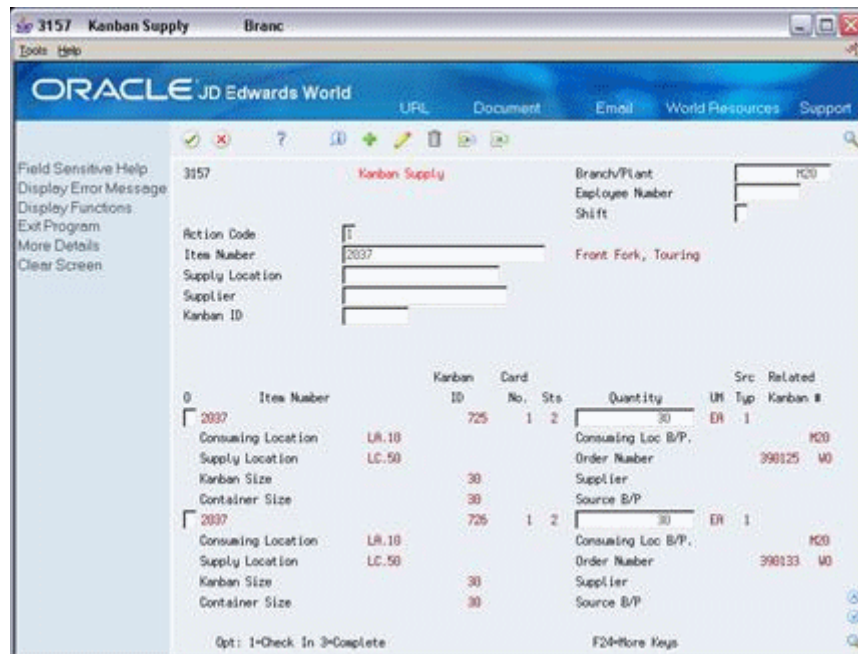 3157 Kanban Supply Branc
Tools Help
ORACLE JD Edwards World
URL Document Email World Resources Support
Field Sensitive Help
Display Error Message
Display Functions
Exit Program
More Details
Clear Screen
3157 Kanban Supply Branch/Plant M20
Employee Number
Shift
Action Code I
Item Number 2037 Front Fork, Touring
Supply Location
Supplier
Kanban ID
Kanban Card Src Related
O Item Number ID No. Sts Quantity UM Typ Kanban #
2037 725 1 2 30 EA 1
Consuming Location LA.10 Consuming Loc B/P. M20
Supply Location LC.50 Order Number 390125 WO
Kanban Size 30 Supplier
Container Size 30 Source B/P
2037 726 1 2 30 EA 1
Consuming Location LA.10 Consuming Loc B/P. M20
Supply Location LC.50 Order Number 390133 WO
Kanban Size 30 Supplier
Container Size 30 Source B/P
Opt: 1=Check In 3=Complete F24=More Keys